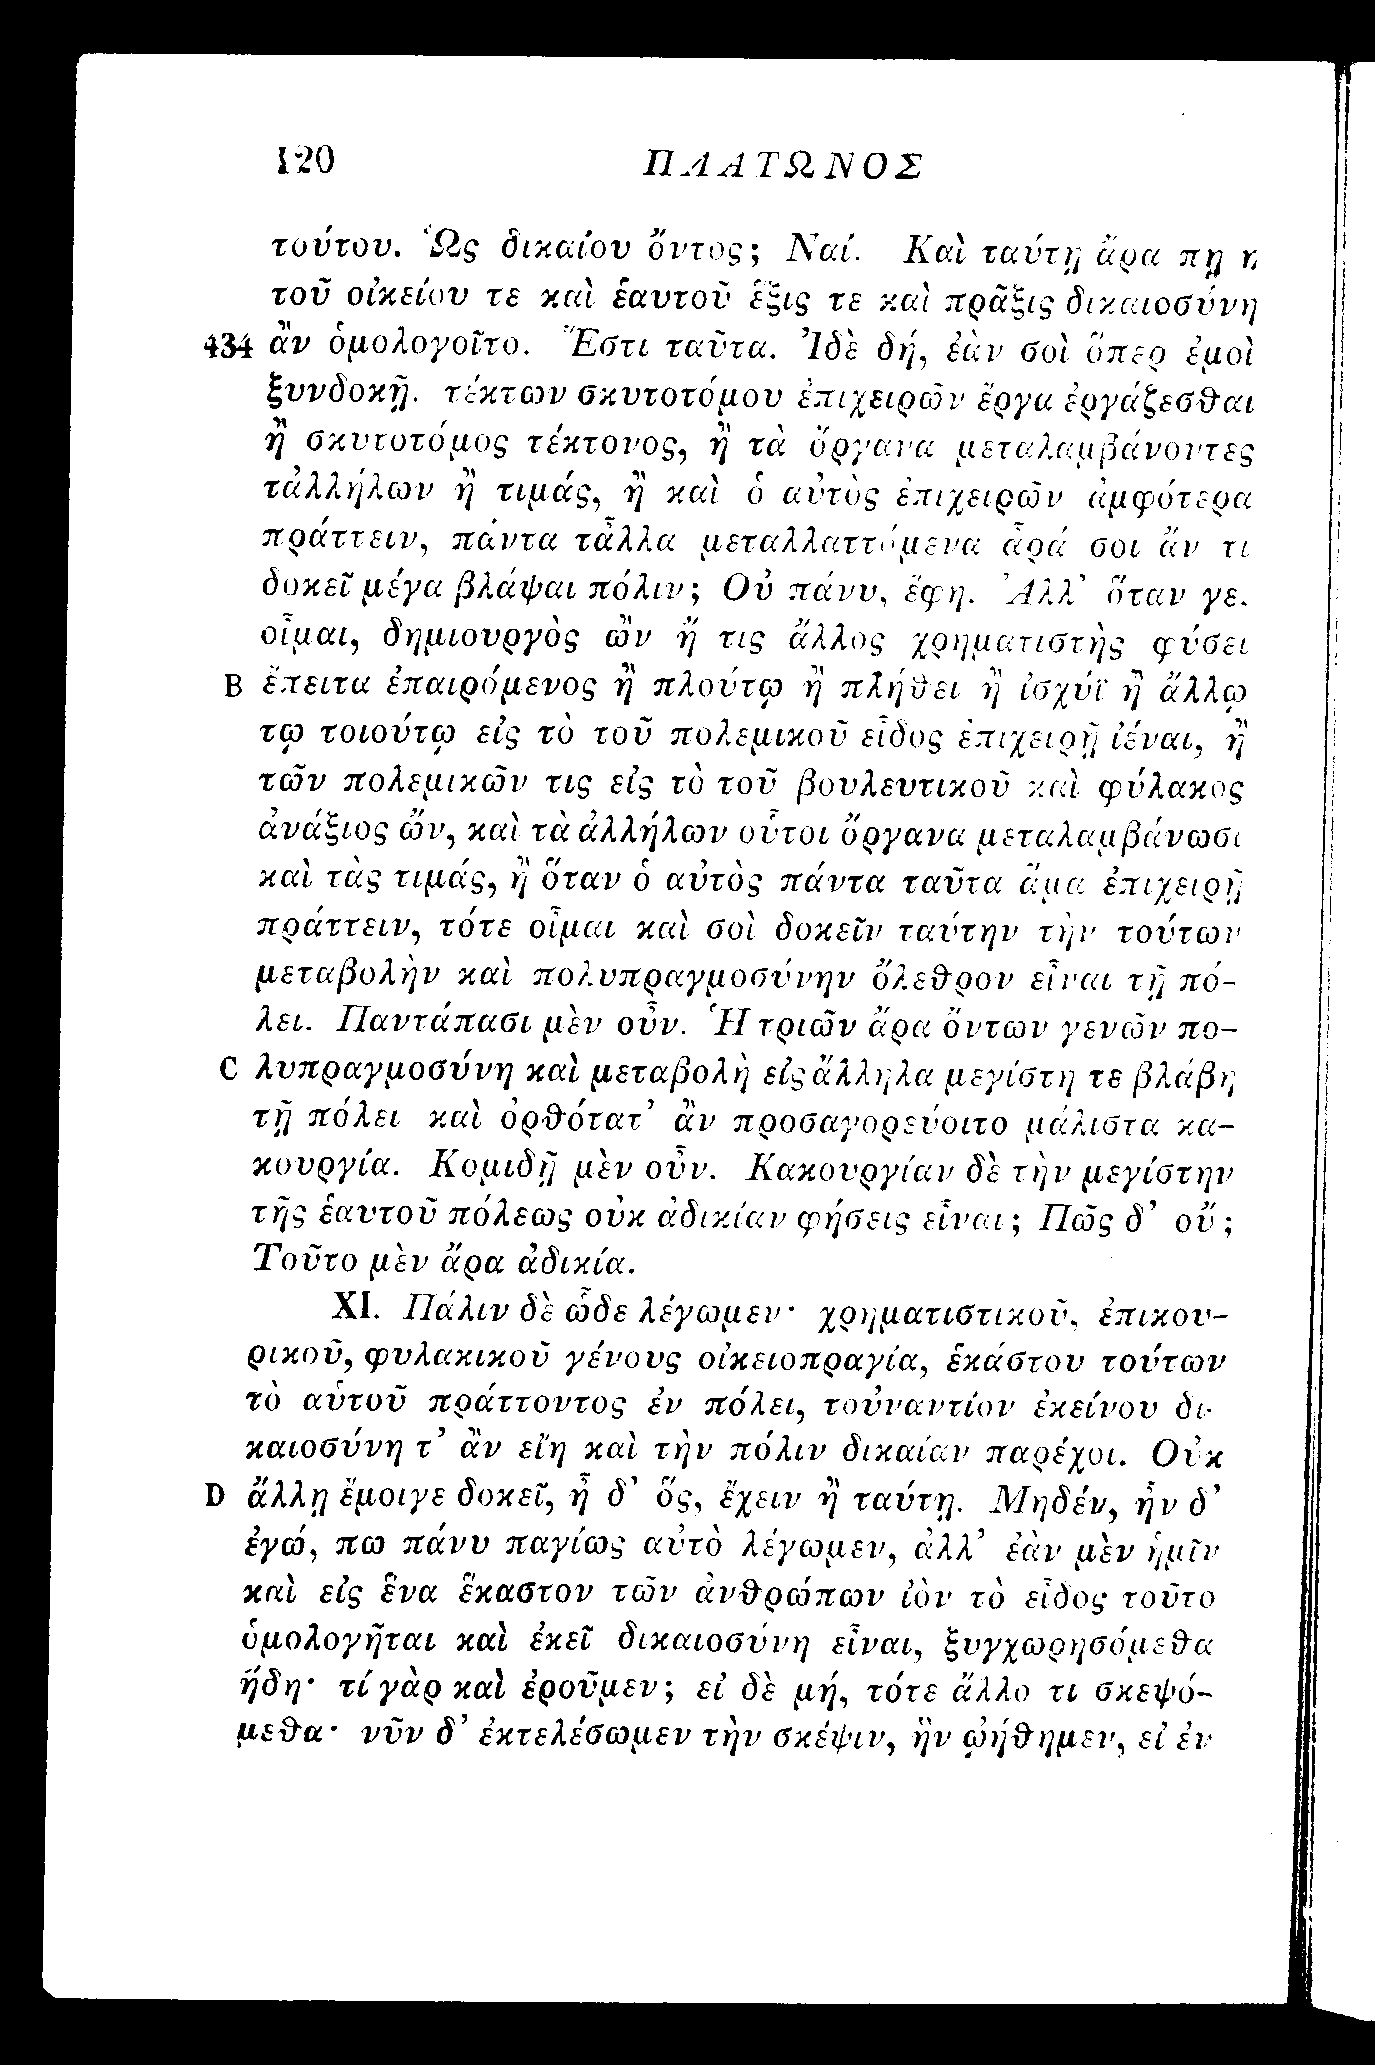 120 ΠΛΑΤΩΝΟΣ
τούτου. Ὡς δικαίου ὄντος; Ναί. Καὶ ταύτῃ ἄρα πῃ ἡ
τοῦ οἰκείου τε καὶ ἑαυτοῦ ἕξις τε καὶ πρᾶξις δικαιοσύνη
434 ἂν ὁμολογοῖτο. Ἔστι ταῦτα. Ἰδὲ δή, ἐὰν σοὶ ὅπερ ἐμοὶ
ξυνδοκῇ. τέκτων σκυτοτόμου ἐπιχειρῶν ἔργα ἐργάζεσθαι
ἢ σκυτοτόμος τέκτονος, ἢ τὰ ὄργανα μεταλαμβάνοντες
τἀλλήλων ἢ τιμάς, ἢ καὶ ὁ αὐτὸς ἐπιχειρῶν ἀμφότερα
πράττειν, πάντα τἆλλα μεταλλαττόμενα ἆρά σοι ἄν τι
δοκεῖ μέγα βλάψαι πόλιν; Οὐ πάνυ, ἔφη. Ἀλλ’ ὅταν γε,
οἶμαι, δημιουργὸς ὢν ἤ τις ἄλλος χρηματιστὴς φύσει
B ἔπειτα ἐπαιρόμενος ἢ πλούτῳ ἢ πλήθει ἢ ἰσχύϊ ἢ ἄλλῳ
τῳ τοιούτῳ εἰς τὸ τοῦ πολεμικοῦ εἶδος ἐπιχειρῇ ἰέναι, ἢ
τῶν πολεμικῶν τις εἰς τὸ τοῦ βουλευτικοῦ καὶ φύλακος
ἀνάξιος ὤν, καὶ τὰ ἀλλήλων οὗτοι ὄργανα μεταλαμβάνωσι
καὶ τὰς τιμάς, ἢ ὅταν ὁ αὐτὸς πάντα ταῦτα ἅμα ἐπιχειρῇ
πράττειν, τότε οἶμαι καὶ σοὶ δοκεῖν ταύτην τὴν τούτων
μεταβολὴν καὶ πολυπραγμοσύνην ὄλεθρον εἶναι τῇ πό-
λει. Παντάπασι μὲν οὖν. Ἡ τριῶν ἄρα ὄντων γενῶν πο-
C λυπραγμοσύνη καὶ μεταβολὴ εἰς ἄλληλα μεγίστη τε βλάβη
τῇ πόλει καὶ ὀρθότατ’ ἂν προσαγορεύοιτο μάλιστα κα-
κουργία. Κομιδῇ μὲν οὖν. Κακουργίαν δὲ τὴν μεγίστην
τῆς ἑαυτοῦ πόλεως οὐκ ἀδικίαν φήσεις εἶναι; Πῶς δ’ οὔ;
Τοῦτο μὲν ἄρα ἀδικία.
XI. Πάλιν δὲ ὧδε λέγωμεν· χρηματιστικοῦ, ἐπικου-
ρικοῦ, φυλακικοῦ γένους οἰκειοπραγία, ἑκάστου τούτων
τὸ αὑτοῦ πράττοντος ἐν πόλει, τοὐναντίον ἐκείνου δι-
καιοσύνη τ’ ἂν εἴη καὶ τὴν πόλιν δικαίαν παρέχοι. Οὐκ
D ἄλλῃ ἔμοιγε δοκεῖ, ἦ δ’ ὅς, ἔχειν ἢ ταύτῃ. Μηδέν, ἦν δ’
ἐγώ, πω πάνυ παγίως αὐτὸ λέγωμεν, ἀλλ’ ἐὰν μὲν ἡμῖν
καὶ εἰς ἕνα ἕκαστον τῶν ἀνθρώπων ἰὸν τὸ εἶδος τοῦτο
ὁμολογῆται καὶ ἐκεῖ δικαιοσύνη εἶναι, ξυγχωρησόμεθα
ἤδη· τί γὰρ καὶ ἐροῦμεν; εἰ δὲ μή, τότε ἄλλο τι σκεψό-
μεθα· νῦν δ’ ἐκτελέσωμεν τὴν σκέψιν, ἣν ᾠήθημεν, εἰ ἐν